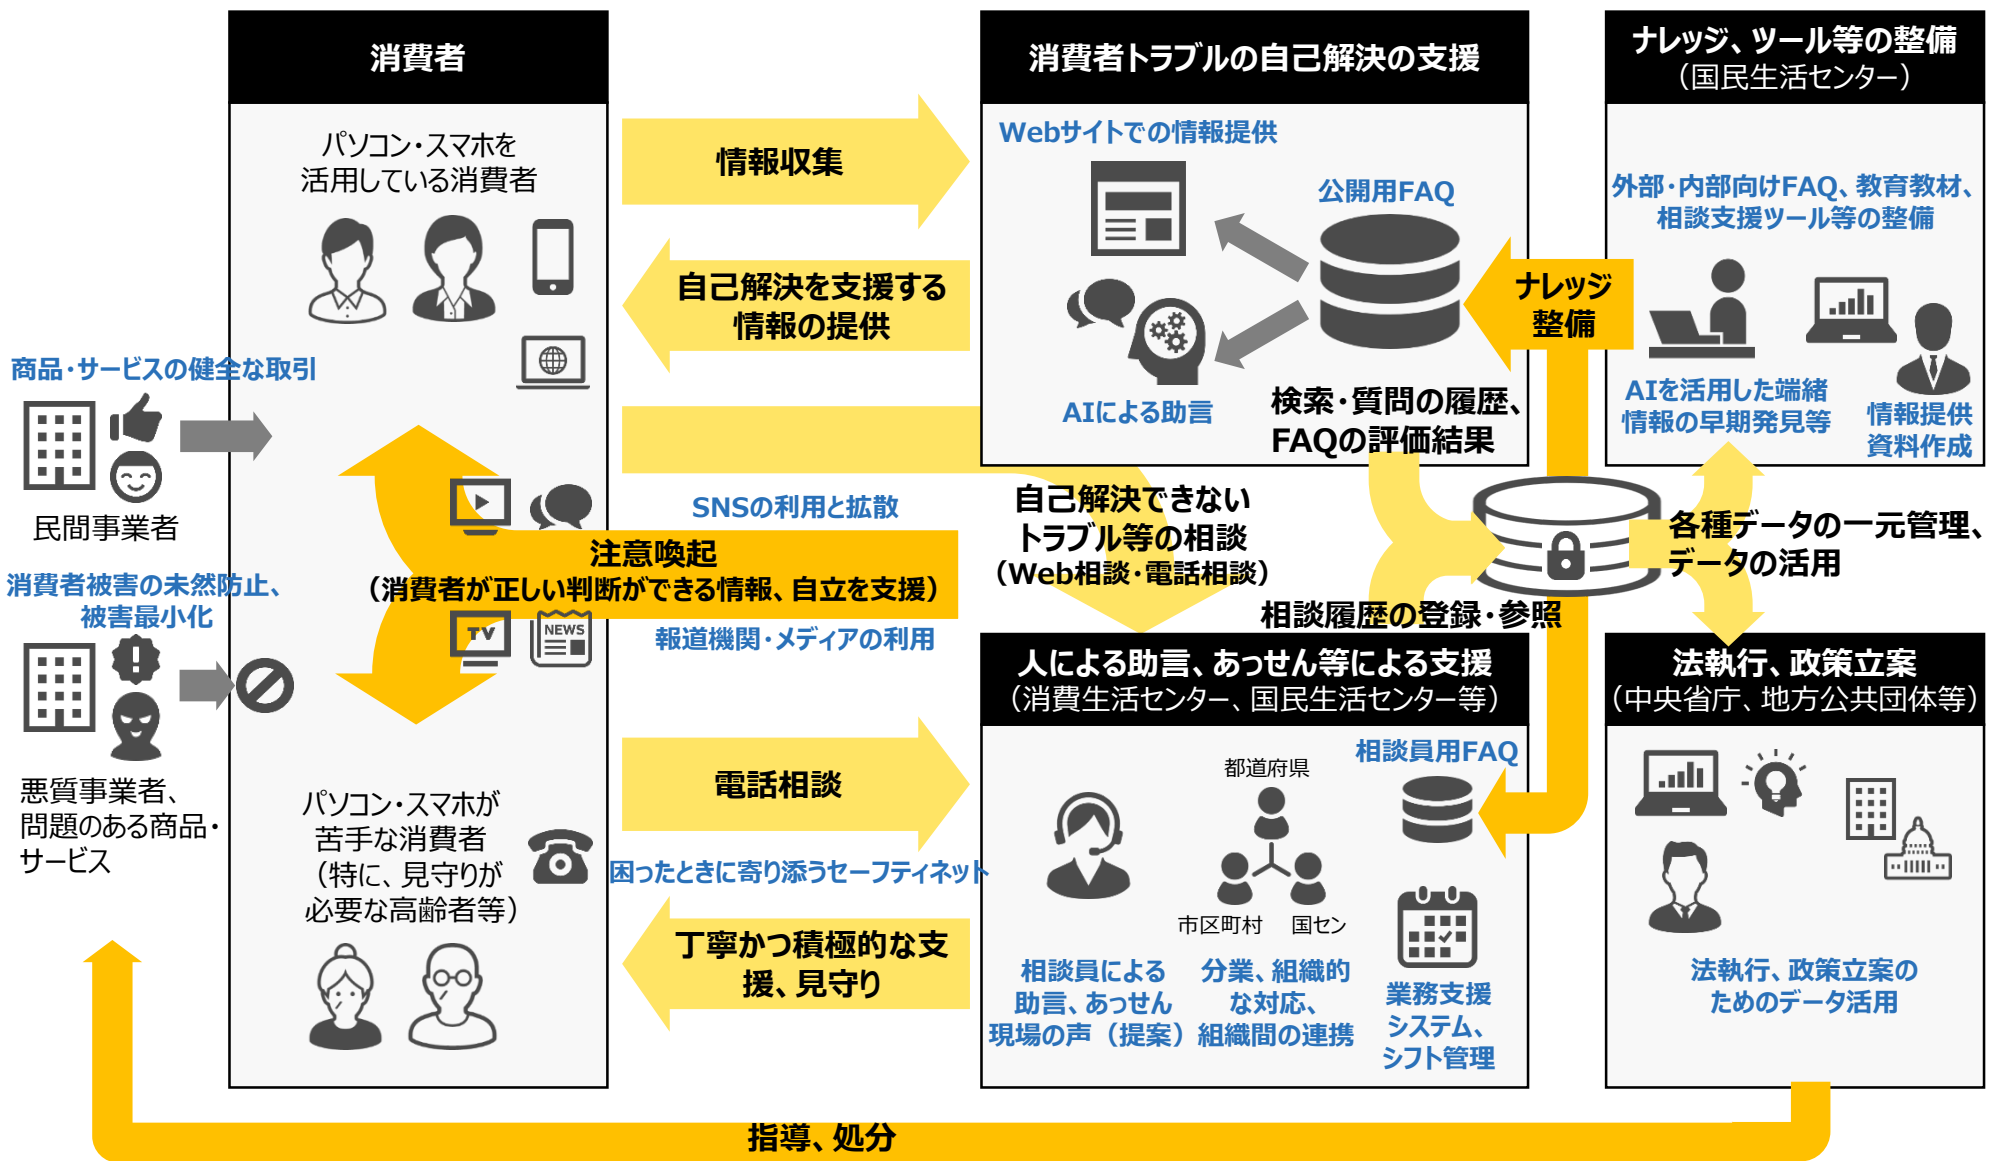 消費者
消費者トラブルの自己解決の支援
ナレッジ、ツール等の整備
（国民生活センター）
パソコン・スマホを
活用している消費者
情報収集
自己解決を支援する
情報の提供
Webサイトでの情報提供
公開用FAQ
AIによる助言
検索・質問の履歴、
FAQの評価結果
ナレッジ
整備
外部・内部向けFAQ、教育教材、
相談支援ツール等の整備
AIを活用した端緒
情報の早期発見等
情報提供
資料作成
商品・サービスの健全な取引
民間事業者
消費者被害の未然防止、
被害最小化
悪質事業者、
問題のある商品・
サービス
SNSの利用と拡散
注意喚起
（消費者が正しい判断ができる情報、自立を支援）
TV
NEWS
報道機関・メディアの利用
自己解決できない
トラブル等の相談
（Web相談・電話相談）
相談履歴の登録・参照
各種データの一元管理、
データの活用
パソコン・スマホが
苦手な消費者
（特に、見守りが
必要な高齢者等）
電話相談
困ったときに寄り添うセーフティネット
丁寧かつ積極的な支
援、見守り
人による助言、あっせん等による支援
（消費生活センター、国民生活センター等）
相談員用FAQ
都道府県
市区町村
国セン
相談員による
助言、あっせん
現場の声（提案）
分業、組織的
な対応、
組織間の連携
業務支援
システム、
シフト管理
法執行、政策立案
（中央省庁、地方公共団体等）
法執行、政策立案の
ためのデータ活用
指導、処分